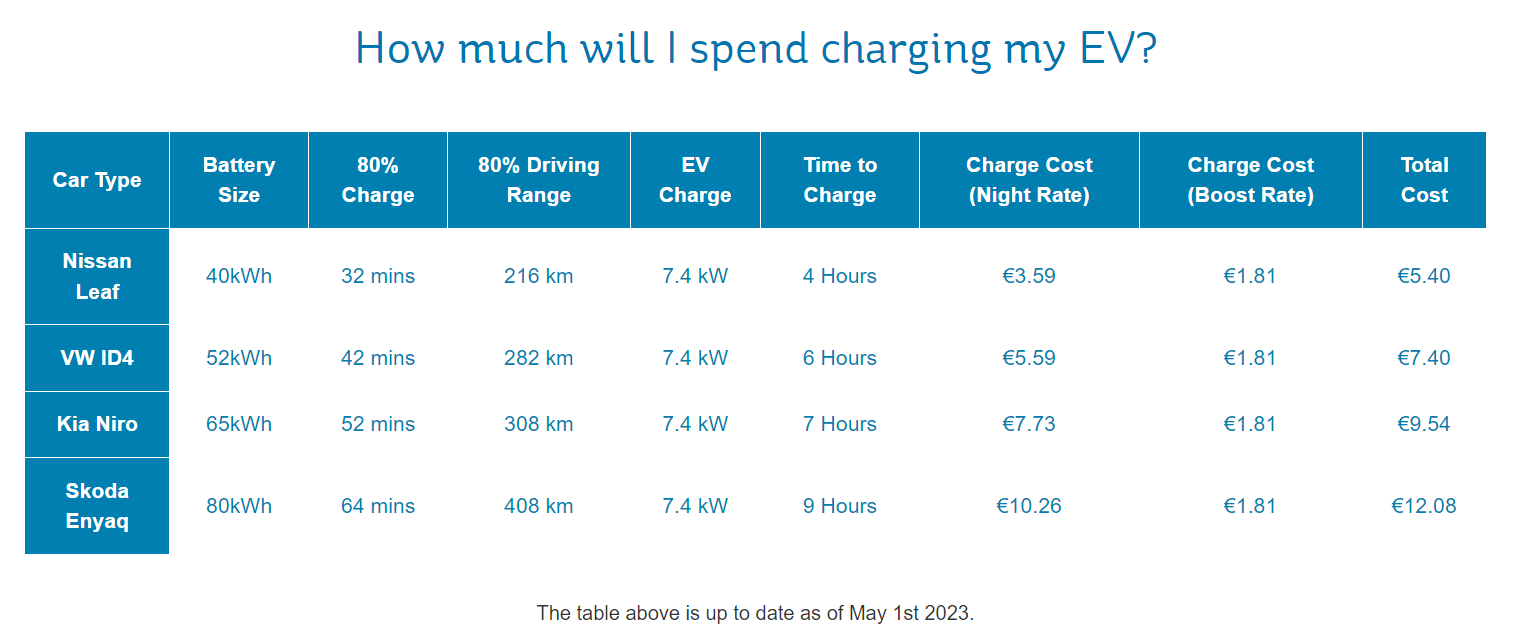 How much will I spend charging my EV?
Car Type
Battery
Size
80%
Charge
80% Driving
Range
EV
Charge
Time to
Charge
Charge Cost
(Night Rate)
Charge Cost
(Boost Rate)
Total
Cost
Nissan
Leaf
40kWh
32 mins
216 km
7.4 kW
4 Hours
€3.59
€1.81
€5.40
VW ID4
52kWh
42 mins
282 km
7.4 kW
6 Hours
€5.59
€1.81
€7.40
Kia Niro
65kWh
52 mins
308 km
7.4 kW
7 Hours
€7.73
€1.81
€9.54
Skoda
Enyaq
80kWh
64 mins
408 km
7.4 kW
9 Hours
€10.26
€1.81
€12.08
The table above is up to date as of May 1st 2023.